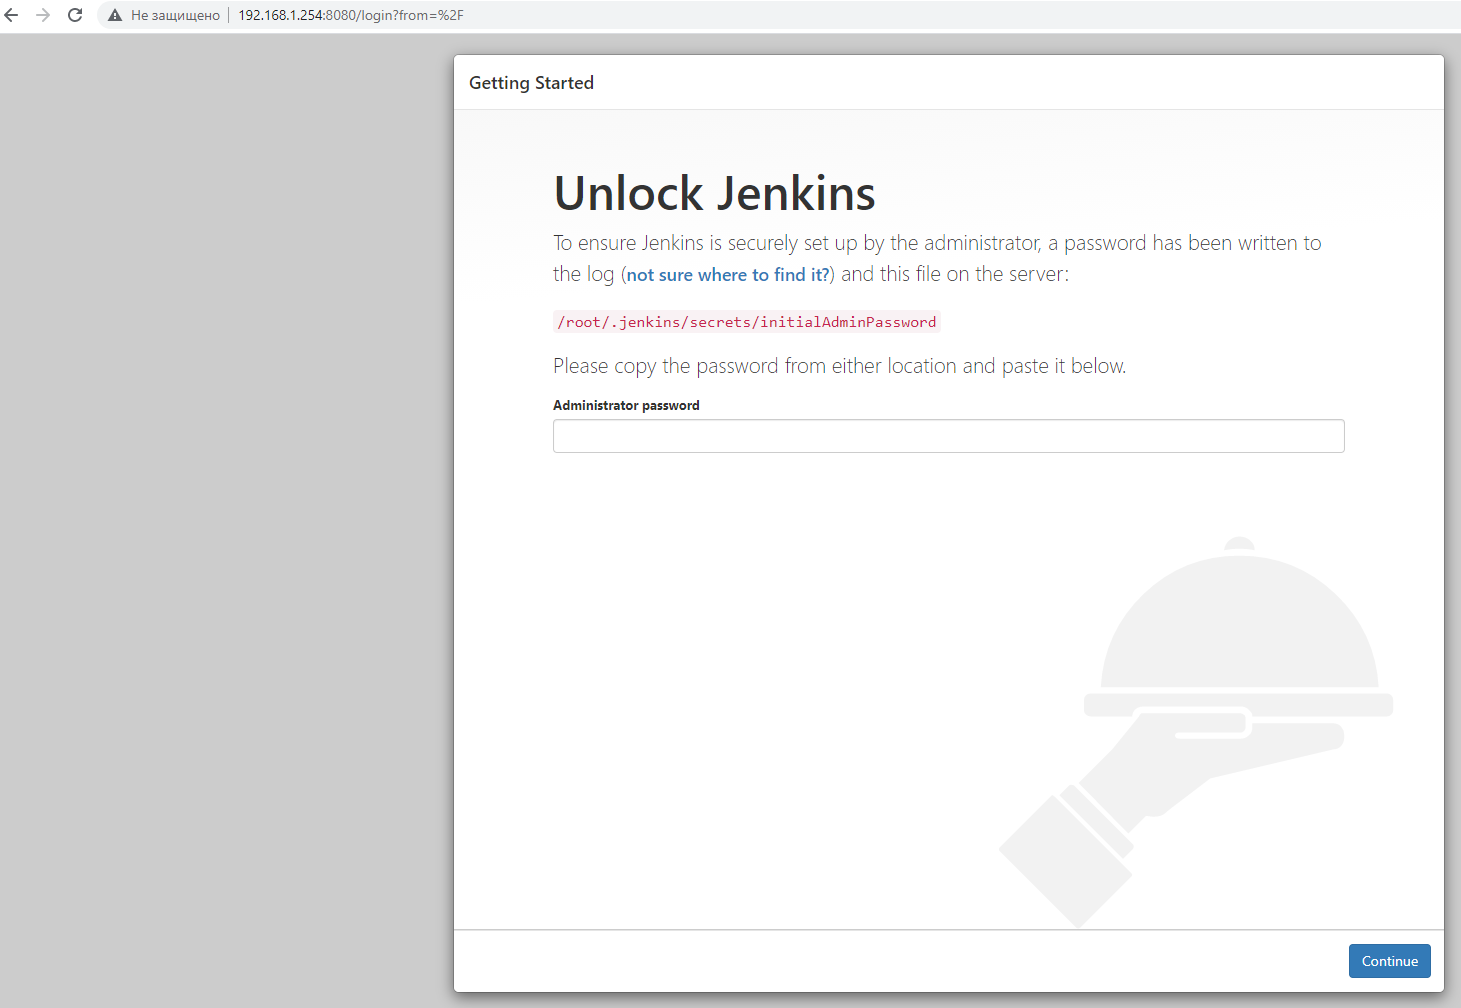 Не защищено 192.168.1.254:8080/login?from=%2F
Getting Started
Unlock Jenkins
To ensure Jenkins is securely set up by the administrator, a password has been written to
the log (not sure where to find it?) and this file on the server:
/root/.jenkins/secrets/initialAdminPassword
Please copy the password from either location and paste it below.
Administrator password
Continue